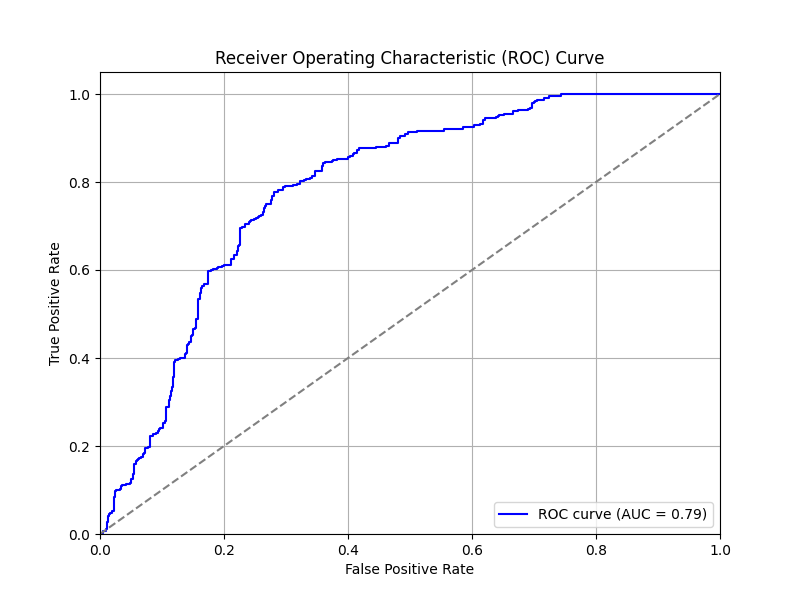 Receiver Operating Characteristic (ROC) Curve
1.0
0.8
0.6
0.4
0.2
0.0
True Positive Rate
ROC curve (AUC = 0.79)
0.0 0.2 0.4 0.6 0.8 1.0
False Positive Rate